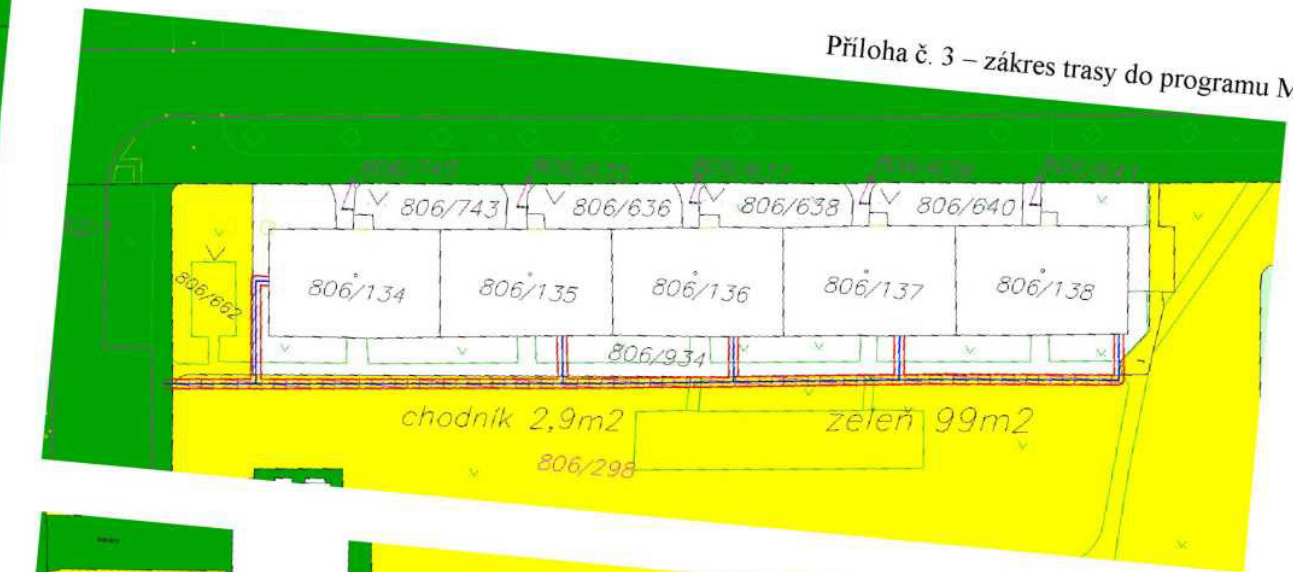 Příloha č. 3 – zákres trasy do programu M
806/743 806/636 806/638 806/640
806/662 806/134 806/135 806/136 806/137 806/138
806/934
chodník 2,9m2 zeleň 99m2
806/298